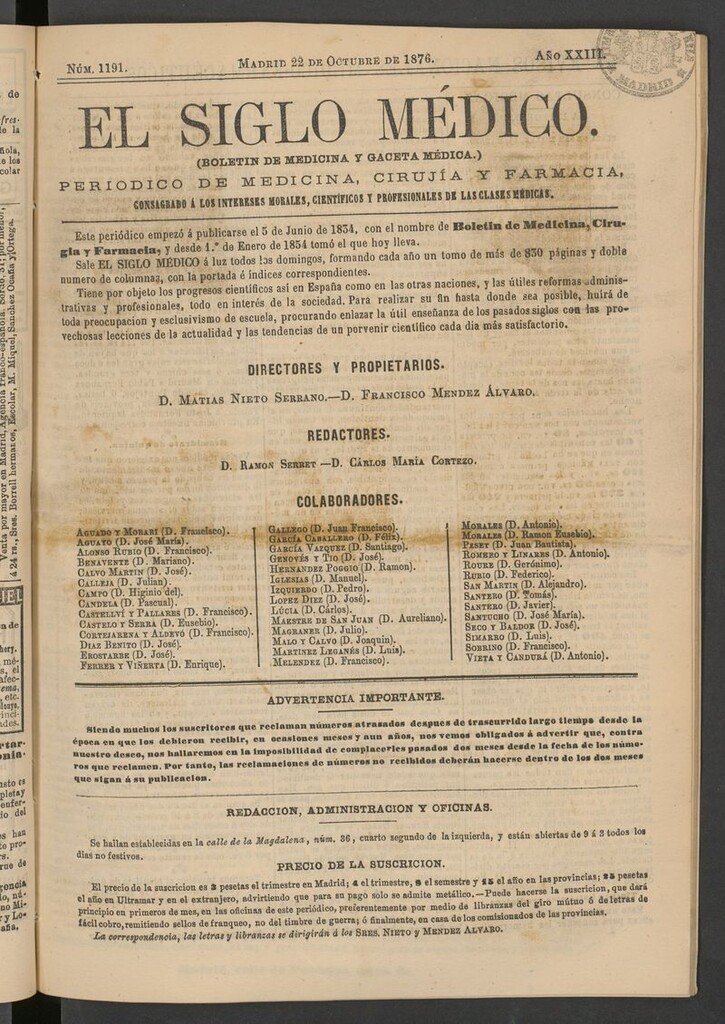 NÚM. 1191. MADRID 22 DE OCTUBRE DE 1876. AÑO XXIII.
MADRID
EL SIGLO MÉDICO.
(BOLETIN DE MEDICINA Y GACETA MÉDICA.)
PERIODICO DE MEDICINA, CIRUJÍA Y FARMACIA,
CONSAGRADO Á LOS INTERESES MORALES, CIENTÍFICOS Y PROFESIONALES DE LAS CLASES MÉDICAS.
Este periódico empezó á publicarse el 5 de Junio de 1834, con el nombre de Boletin de Medicina, Ciru-
gía y Farmacia, y desde 1.º de Enero de 1854 tomó el que hoy lleva.
Sale EL SIGLO MÉDICO á luz todos los domingos, formando cada año un tomo de más de 830 páginas y doble
numero de columnas, con la portada é indices correspondientes.
Tiene por objeto los progresos científicos así en España como en las otras naciones, y las útiles reformas adminis-
trativas y profesionales, todo en interés de la sociedad. Para realizar su fin hasta donde sea posible, huirá de
toda preocupacion y esclusivismo de escuela, procurando enlazar la útil enseñanza de los pasados siglos con las pro-
vechosas lecciones de la actualidad y las tendencias de un porvenir científico cada dia más satisfactorio.
DIRECTORES Y PROPIETARIOS.
D. MATIAS NIETO SERRANO.—D. FRANCISCO MENDEZ ÁLVARO.
REDACTORES.
D. RAMON SERRET —D. CÁRLOS MARÍA CORTEZO.
COLABORADORES.
AGUADO Y MORARI (D. Francisco).
AGUAYO (D. José María).
ALONSO RUBIO (D. Francisco).
BENAVENTE (D. Mariano).
CALVO MARTIN (D. José).
CALLEJA (D. Julian).
CAMPO (D. Higinio del).
CANDELA (D. Pascual).
CASTELLVÍ Y PALLARES (D. Francisco).
CASTELO Y SERRA (D. Eusebio).
CORTEJARENA Y ALDEVÓ (D. Francisco).
DIAZ BENITO (D. José).
EROSTARBE (D. José).
FERRER Y VIÑERTA (D. Enrique).
GALLEGO (D. Juan Francisco).
GARCÍA CABALLERO (D. Félix).
GARCÍA VAZQUEZ (D. Santiago).
GENOVÉS Y TIO (D. José).
HERNANDEZ POGGIO (D. Ramon).
IGLESIAS (D. Manuel).
IZQUIERDO (D. Pedro).
LOPEZ DIEZ (D. José).
LÚCIA (D. Cárlos).
MAESTRE DE SAN JUAN (D. Aureliano).
MAGRANER (D. Julio).
MALO Y CALVO (D. Joaquin).
MARTINEZ LEGANÉS (D. Luis).
MELENDEZ (D. Francisco).
MORALES (D. Antonio).
MORALES (D. Ramon Eusebio).
PESET (D. Juan Bautista).
ROMERO Y LINARES (D. Antonio).
ROURE (D. Gerónimo).
RUBIO (D. Federico).
SAN MARTIN (D. Alejandro).
SANTERO (D. Tomás).
SANTERO (D. Javier).
SANTUCHO (D. José María).
SECO Y BALDOR (D. José).
SIMARRO (D. Luis).
SOBRINO (D. Francisco).
VIETA Y CANDURÁ (D. Antonio).
ADVERTENCIA IMPORTANTE.
Siendo muchos los suscritores que reclaman números atrasados despues de trascurrido largo tiempo desde la
época en que los debieron recibir, en ocasiones meses y aun años, nos vemos obligados á advertir que, contra
nuestro deseo, nos hallaremos en la imposibilidad de complacerles pasados dos meses desde la fecha de los núme-
ros que reclamen. Por tanto, las reclamaciones de números no recibidos deberán hacerse dentro de los dos meses
que sigan á su publicacion.
REDACCION, ADMINISTRACION Y OFICINAS.
Se hallan establecidas en la calle de la Magdalena, núm. 36, cuarto segundo de la izquierda, y están abiertas de 9 á 3 todos los
dias no festivos.
PRECIO DE LA SUSCRICION.
El precio de la suscricion es 3 pesetas el trimestre en Madrid; 4 el trimestre, 8 el semestre y 15 el año en las provincias; 25 pesetas
el año en Ultramar y en el extranjero, advirtiendo que para su pago solo se admite metálico.—Puede hacerse la suscricion, que dará
principio en primeros de mes, en las oficinas de este periódico, preferentemente por medio de libranzas del giro mútuo ó de letras de
fácil cobro, remitiendo sellos de franqueo, no del timbre de guerra; ó finalmente, en casa de los comisionados de las provincias.
La correspondencia, las letras y libranzas se dirigirán á los SRES. NIETO Y MENDEZ ALVARO.